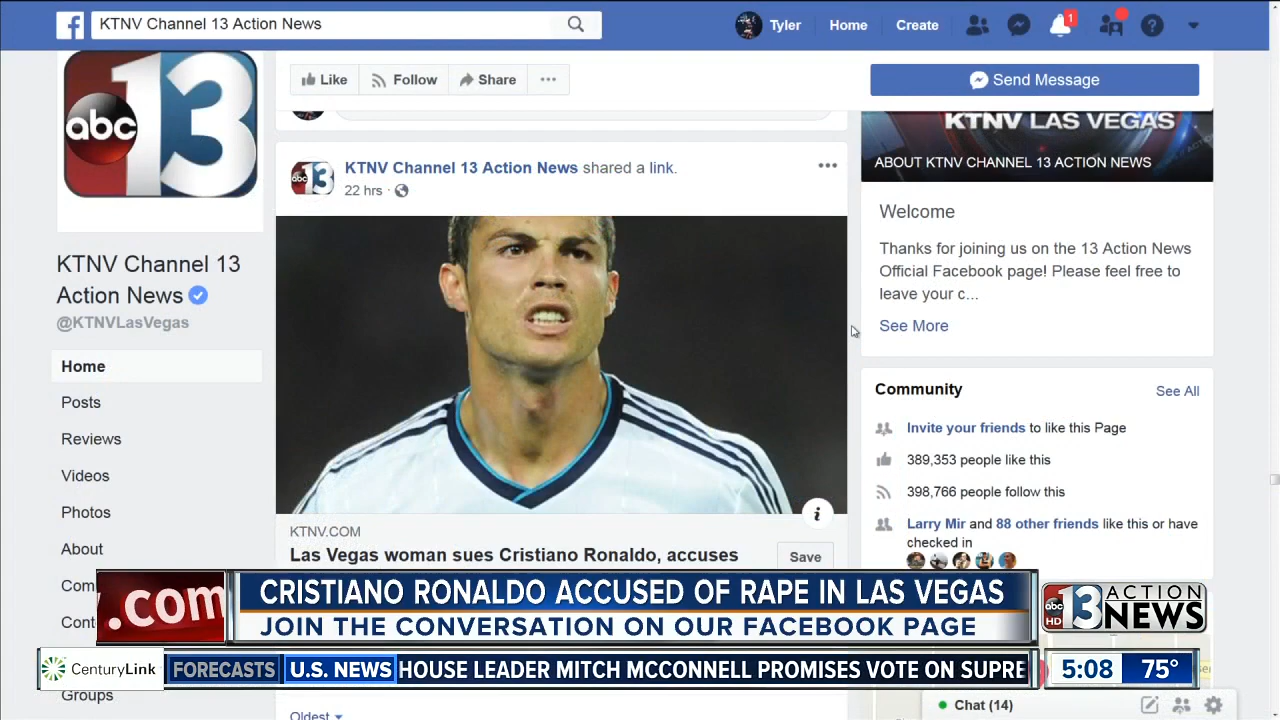 KTNV Channel 13 Action News
Tyler
Home
Create
1
abc 13
Like
Follow
Share
Send Message
KTNV LAS VEGAS
ABOUT KTNV CHANNEL 13 ACTION NEWS
KTNV Channel 13 Action News shared a link.
22 hrs
abc 13
Welcome
Thanks for joining us on the 13 Action News
Official Facebook page! Please feel free to
leave your c...
See More
KTNV Channel 13
Action News
@KTNVLasVegas
Home
Posts
Reviews
Videos
Photos
About
Com
Cont
Groups
KTNV.COM
Las Vegas woman sues Cristiano Ronaldo, accuses
Save
Community
See All
Invite your friends to like this Page
389,353 people like this
398,766 people follow this
Larry Mir and 88 other friends like this or have
checked in
.com
CRISTIANO RONALDO ACCUSED OF RAPE IN LAS VEGAS
JOIN THE CONVERSATION ON OUR FACEBOOK PAGE
abc HD 13 ACTION NEWS
CenturyLink
FORECASTS
U.S. NEWS
HOUSE LEADER MITCH MCCONNELL PROMISES VOTE ON SUPRE
5:08
75°
Oldest
Chat (14)